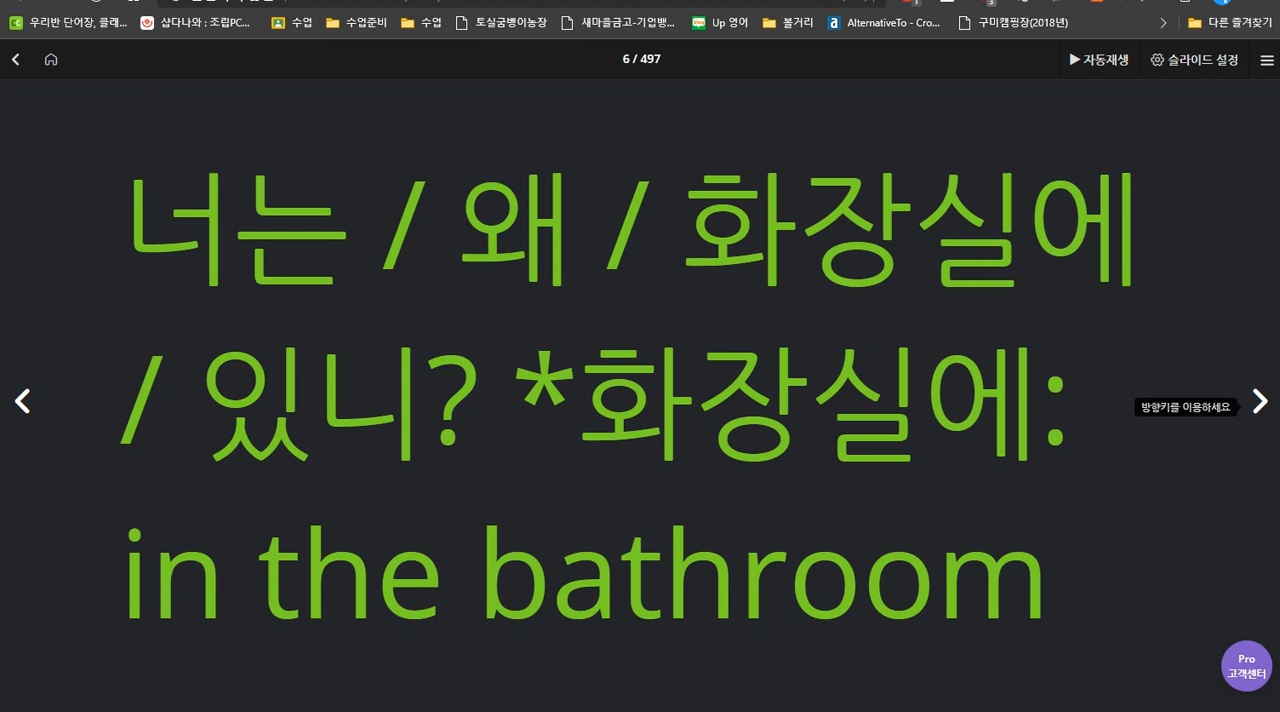 우리반 단어장, 클래... 샵다나와 : 조립PC... 수업 수업준비 수업 토실굼벵이농장 새마을금고-기업뱅... Up 영어 볼거리 AlternativeTo - Cro... 구미캠핑장(2018년) 다른 즐겨찾기
6 / 497 ▶ 자동재생 슬라이드 설정
너는 / 왜 / 화장실에
/ 있니? *화장실에:
방향키를 이용하세요
in the bathroom
Pro
고객센터